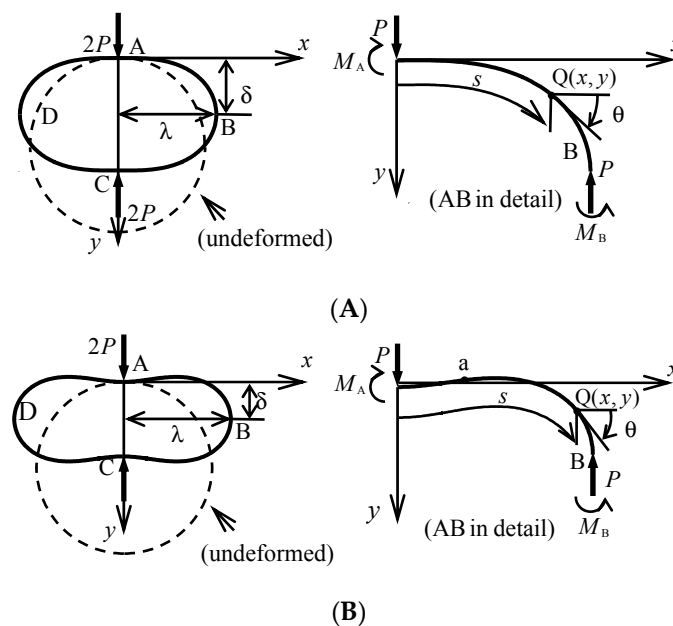 2P A x P x
M_A Q(x, y)
s
δ θ
D λ B B
P
C y (AB in detail)
2P M_B
y (undeformed)
(A)
2P A x P a x
M_A s Q(x, y)
D δ θ
λ B B
C P
y y (AB in detail) M_B
(undeformed)
(B)